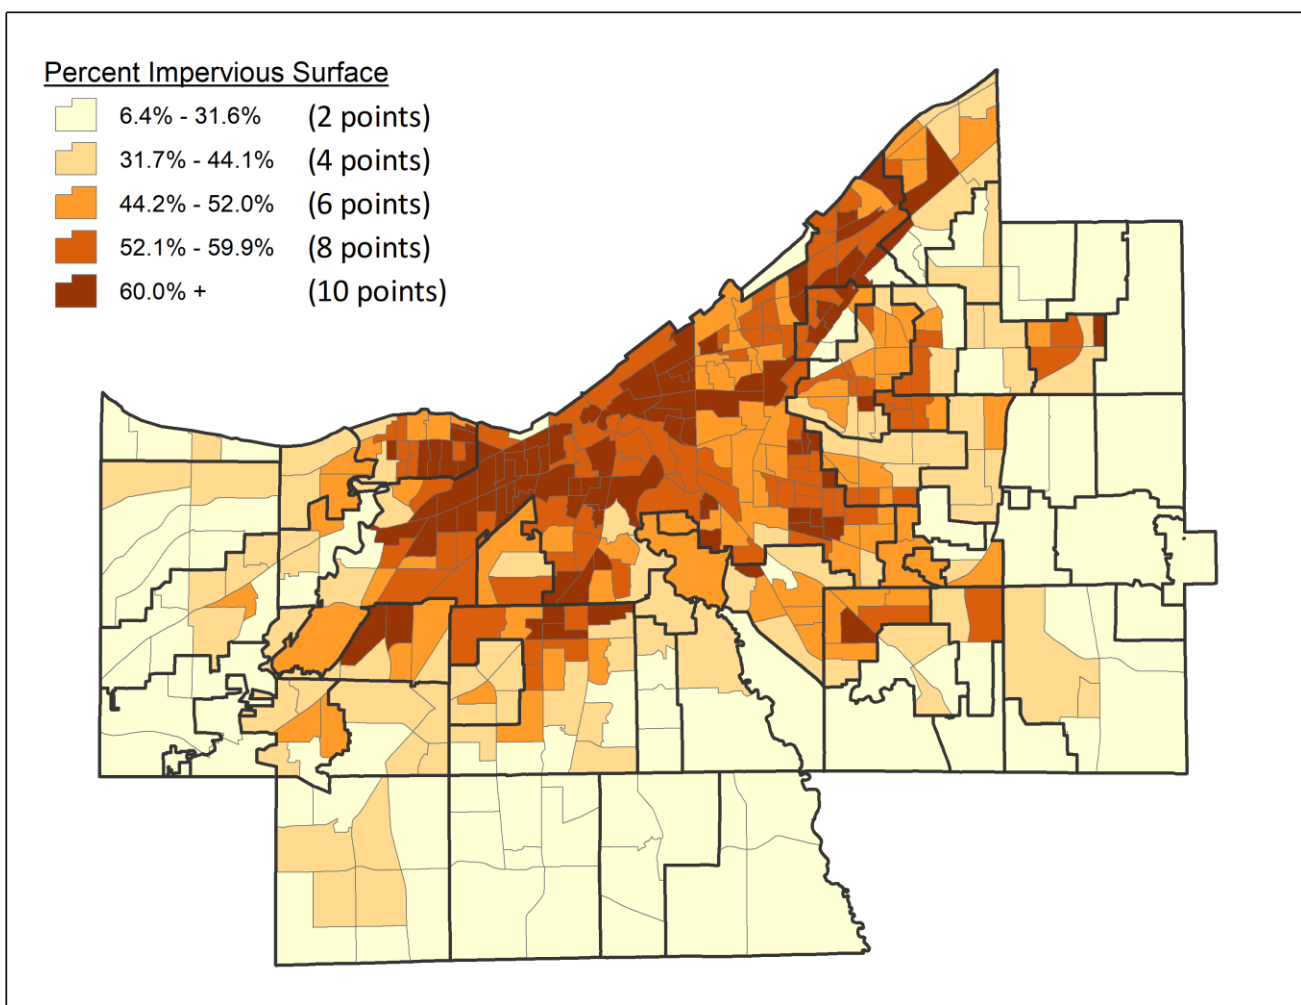 Percent Impervious Surface
6.4% - 31.6% (2 points)
31.7% - 44.1% (4 points)
44.2% - 52.0% (6 points)
52.1% - 59.9% (8 points)
60.0% + (10 points)